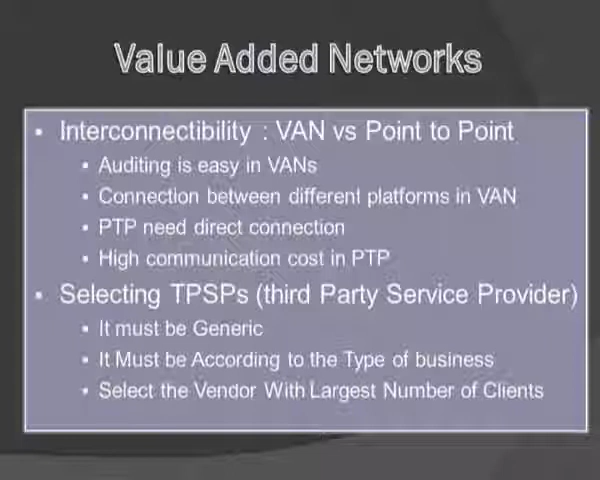 Value Added Networks
• Interconnectibility : VAN vs Point to Point
• Auditing is easy in VANs
• Connection between different platforms in VAN
• PTP need direct connection
• High communication cost in PTP
• Selecting TPSPs (third Party Service Provider)
• It must be Generic
• It Must be According to the Type of business
• Select the Vendor With Largest Number of Clients